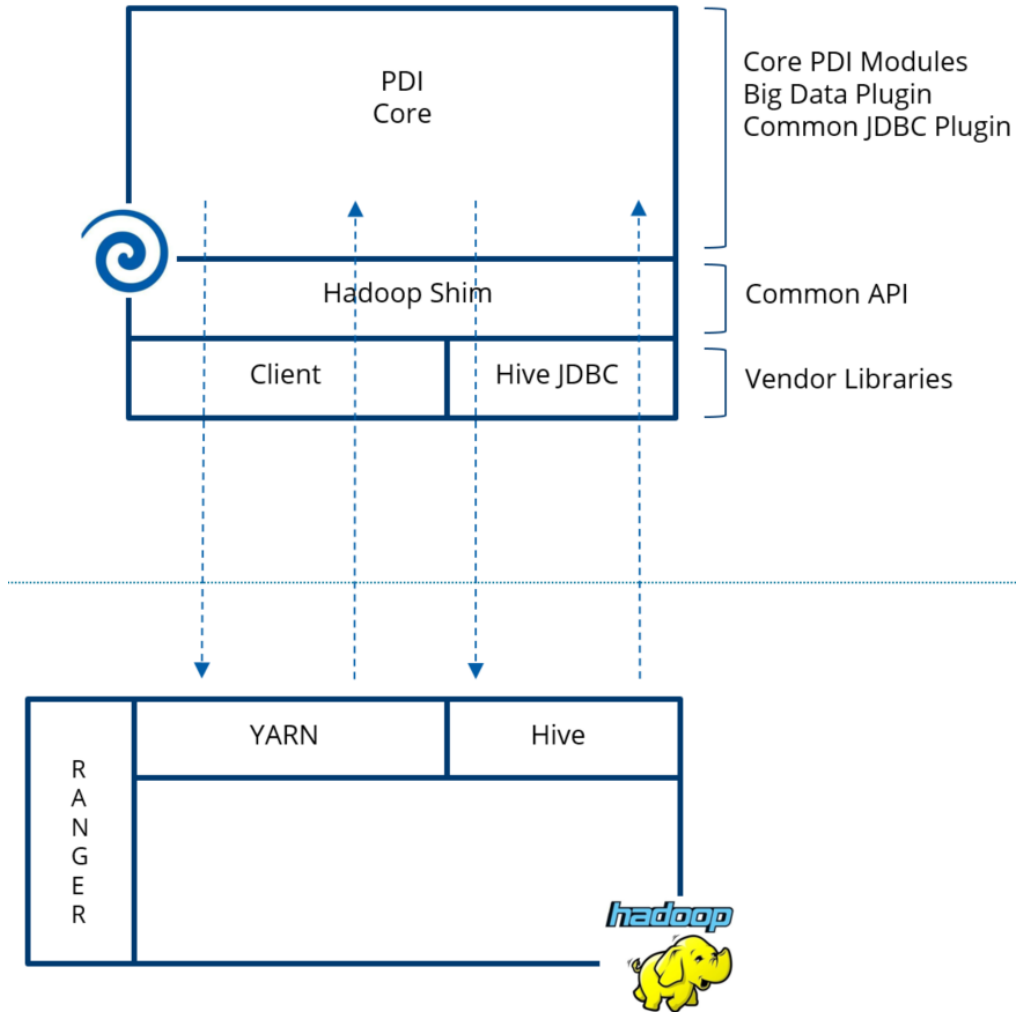 PDI
Core
Core PDI Modules
Big Data Plugin
Common JDBC Plugin
Hadoop Shim
Common API
Client
Hive JDBC
Vendor Libraries
YARN
Hive
R
A
N
G
E
R
hadoop